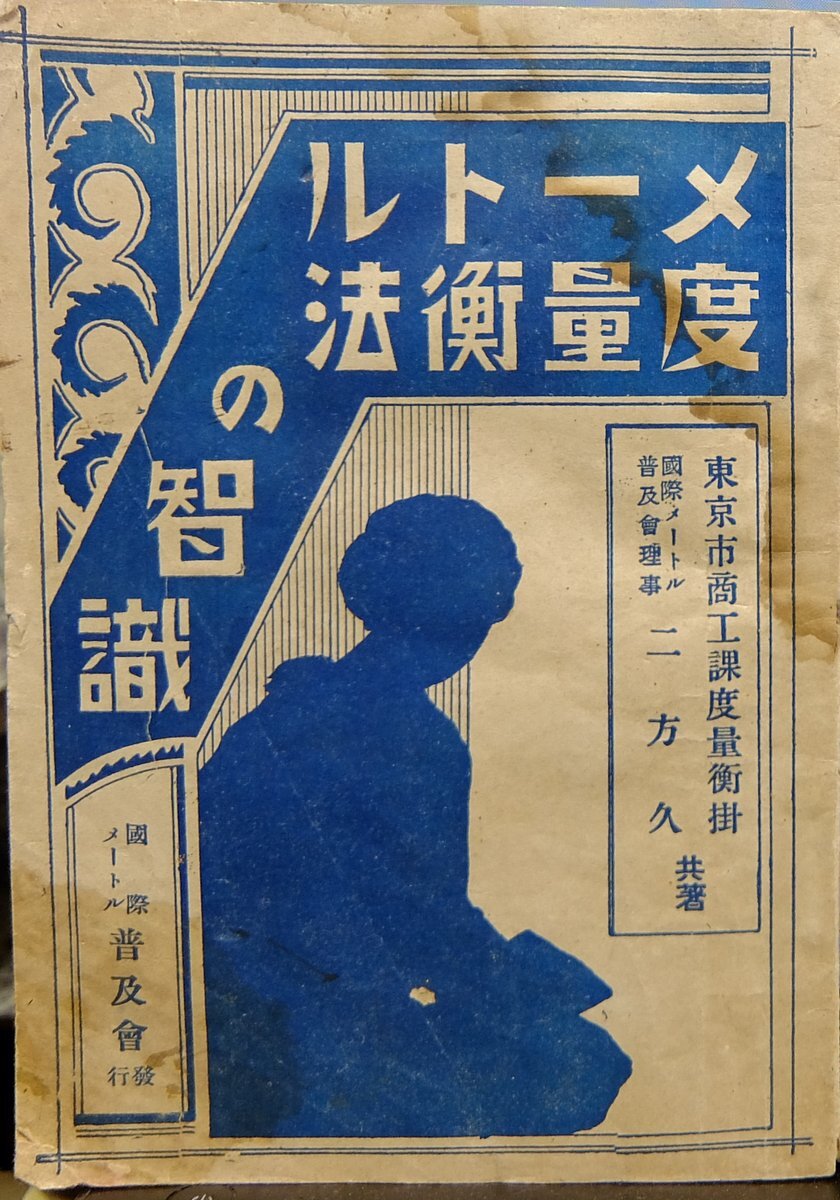 メートル
度量衡法
の智識
東京市商工課度量衡掛
國際メートル
普及會理事
二方久
共著
國際
メートル
普及會
發行